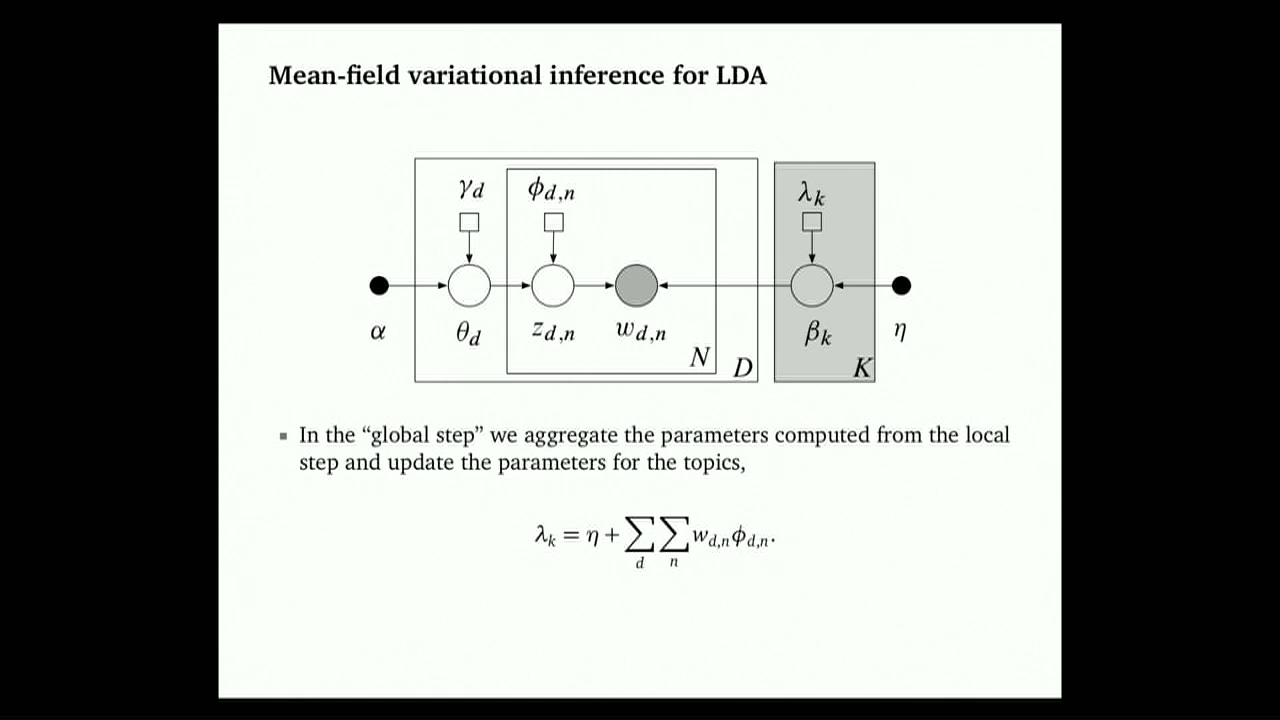 Mean-field variational inference for LDA
γd ϕd,n λk
α θd zd,n wd,n βk η
N D K
▪ In the “global step” we aggregate the parameters computed from the local
step and update the parameters for the topics,
λk = η + ∑d ∑n wd,nϕd,n.